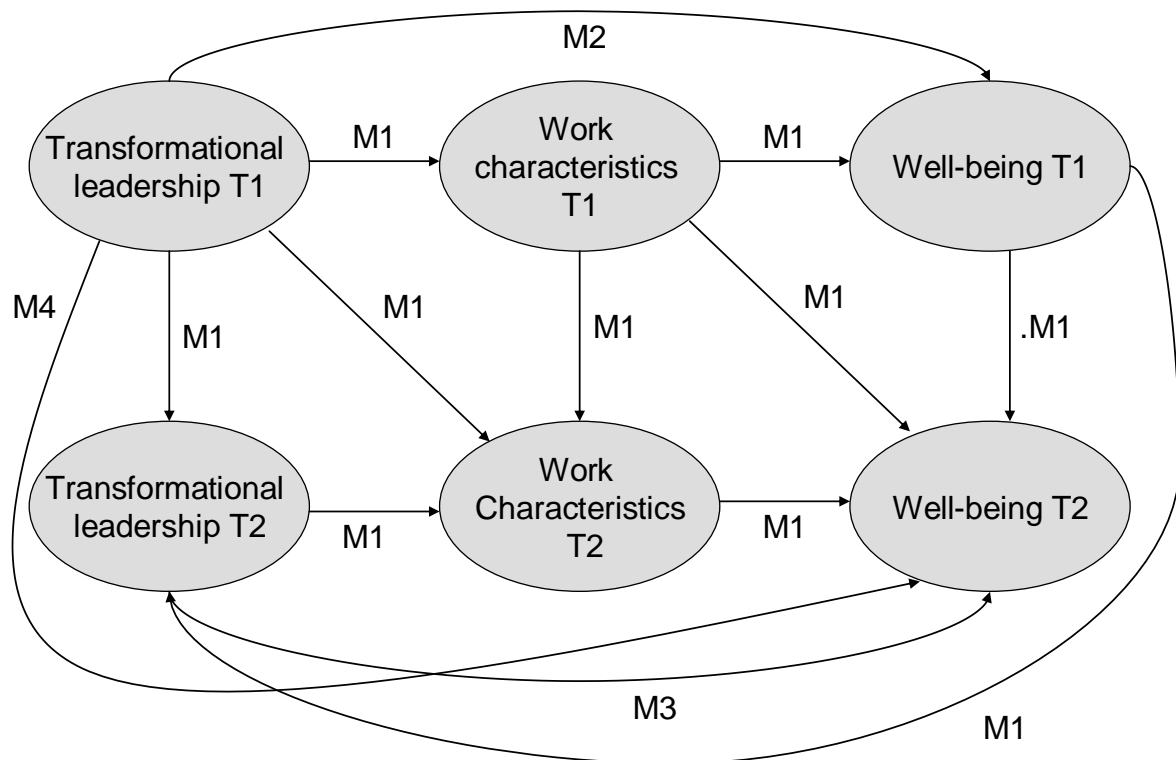 M2
Transformational
leadership T1
M1
Work
characteristics
T1
M1
Well-being T1
M4
M1
M1
M1
M1
.M1
Transformational
leadership T2
M1
Work
Characteristics
T2
M1
Well-being T2
M3
M1